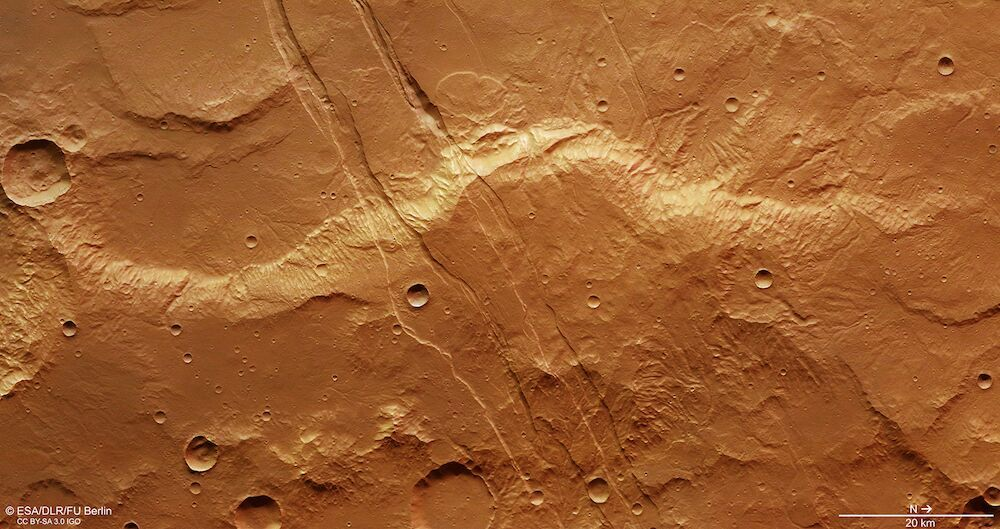 © ESA/DLR/FU Berlin
CC BY-SA 3.0 IGO
N →
20 km